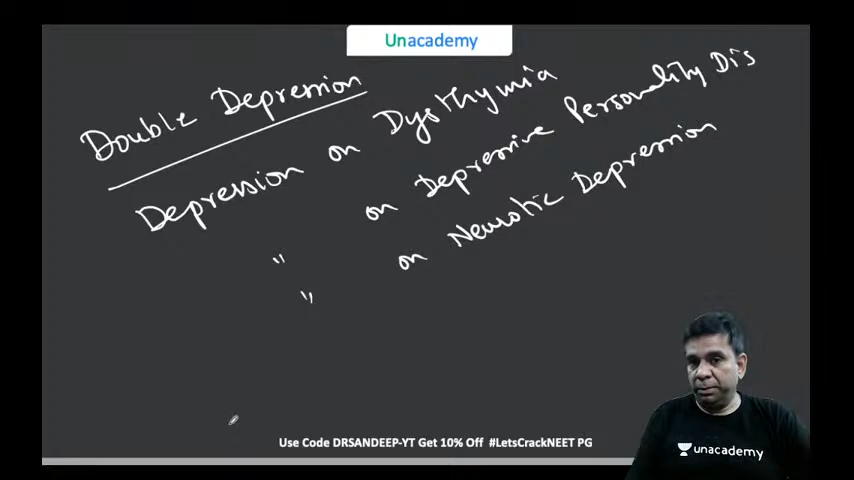 Unacademy
Double Depression
Depression on Dysthymia
" on Depressive Personality Dis
" on Neurotic Depression
Use Code DRSANDEEP-YT Get 10% Off #LetsCrackNEET PG
unacademy